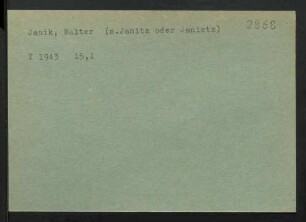 Janik, Walter (s.Janitz oder Janietz) 2868
X 1943 15,1